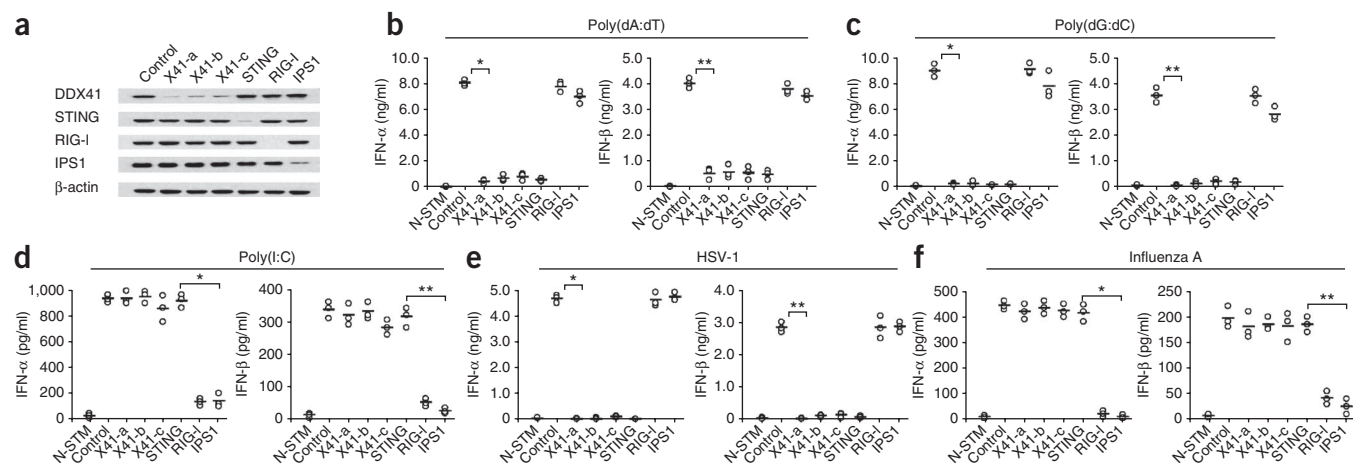 a
Control X41-a X41-b X41-c STING RIG-I IPS1
DDX41
STING
RIG-I
IPS1
β-actin
b
Poly(dA:dT)
IFN-α (ng/ml)
10.0
8.0
6.0
4.0
2.0
0
*
N-STM Control X41-a X41-b X41-c STING RIG-I IPS1
IFN-β (ng/ml)
5.0
4.0
3.0
2.0
1.0
0
**
N-STM Control X41-a X41-b X41-c STING RIG-I IPS1
c
Poly(dG:dC)
IFN-α (ng/ml)
10.0
8.0
6.0
4.0
2.0
0
*
N-STM Control X41-a X41-b X41-c STING RIG-I IPS1
IFN-β (ng/ml)
5.0
4.0
3.0
2.0
1.0
0
**
N-STM Control X41-a X41-b X41-c STING RIG-I IPS1
d
Poly(I:C)
IFN-α (pg/ml)
1,000
800
600
400
200
0
*
N-STM Control X41-a X41-b X41-c STING RIG-I IPS1
IFN-β (pg/ml)
400
300
200
100
0
**
N-STM Control X41-a X41-b X41-c STING RIG-I IPS1
e
HSV-1
IFN-α (ng/ml)
5.0
4.0
3.0
2.0
1.0
0
*
N-STM Control X41-a X41-b X41-c STING RIG-I IPS1
IFN-β (ng/ml)
4.0
3.0
2.0
1.0
0
**
N-STM Control X41-a X41-b X41-c STING RIG-I IPS1
f
Influenza A
IFN-α (pg/ml)
500
400
300
200
100
0
*
N-STM Control X41-a X41-b X41-c STING RIG-I IPS1
IFN-β (pg/ml)
250
200
150
100
50
0
**
N-STM Control X41-a X41-b X41-c STING RIG-I IPS1